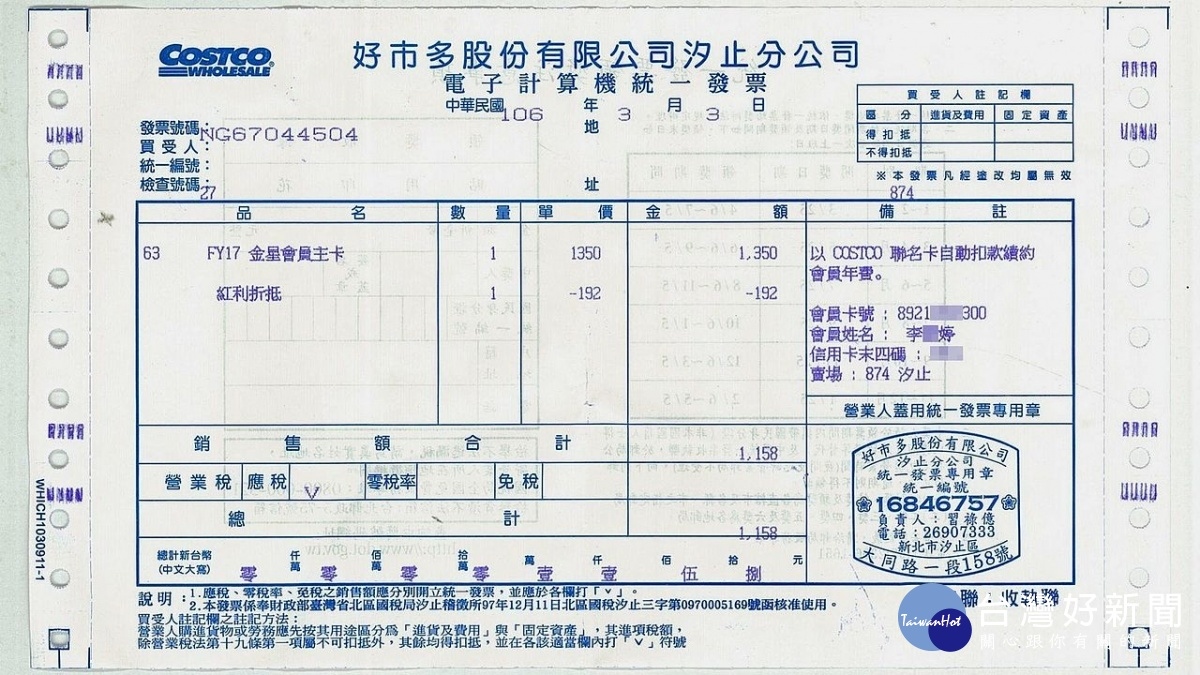 COSTCO WHOLESALE
好市多股份有限公司汐止分公司
電子計算機統一發票
中華民國 106 年 3 月 3 日
發票號碼：NG67044504
買受人：
地
統一編號：
檢查號碼：27
址
買受人註記欄
區分 進貨及費用 固定資產
得扣抵
不得扣抵
※本發票凡經塗改均屬無效
874
品名 數量 單價 金額 備註
63 FY17 金星會員主卡 1 1350 1,350
紅利折抵 1 -192 -192
以 COSTCO 聯名卡自動扣款續約
會員年費。
會員卡號：8921 300
會員姓名： 李 婷
信用卡末四碼：
賣場：874 汐止
營業人蓋用統一發票專用章
銷售額合計 1,158
營業稅 應稅 V 零稅率 免稅
總計 1,158
總計新台幣
(中文大寫)
仟萬 佰萬 拾萬 萬 仟 佰 拾 元
零 零 零 零 壹 壹 伍 捌
好市多股份有限公司
汐止分公司
統一發票專用章
統一編號
16846757
負責人：習祿億
電話：26907333
新北市汐止區
大同路一段158號
說明：1.應稅、零稅率、免稅之銷售額應分別開立統一發票，並應於各欄打「ˇ」。
2.本發票係奉財政部臺灣省北區國稅局汐止稽徵所97年12月11日北區國稅汐止三字第0970005169號函核准使用。
買受人註記欄之註記方法：
營業人購進貨物或勞務應先按其用途區分爲「進貨及費用」與「固定資產」，其進項稅額，
除營業稅法第十九條第一項屬不可扣抵外，其餘均得扣抵，並在各該適當欄內打「ˇ」符號
WHCH1030911-1
TaiwanHot
台灣好新聞
關心跟你有關的新聞